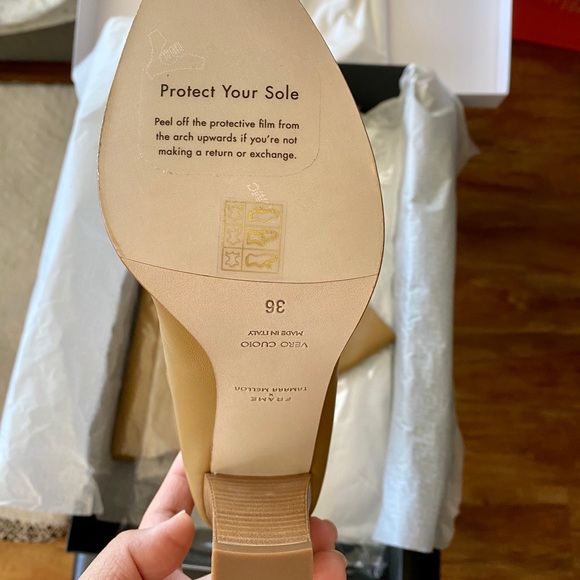 Protect Your Sole
Peel off the protective film from
the arch upwards if you're not
making a return or exchange.
36
VERO CUOIO
MADE IN ITALY
FRAME
X
TAMARA MELLON